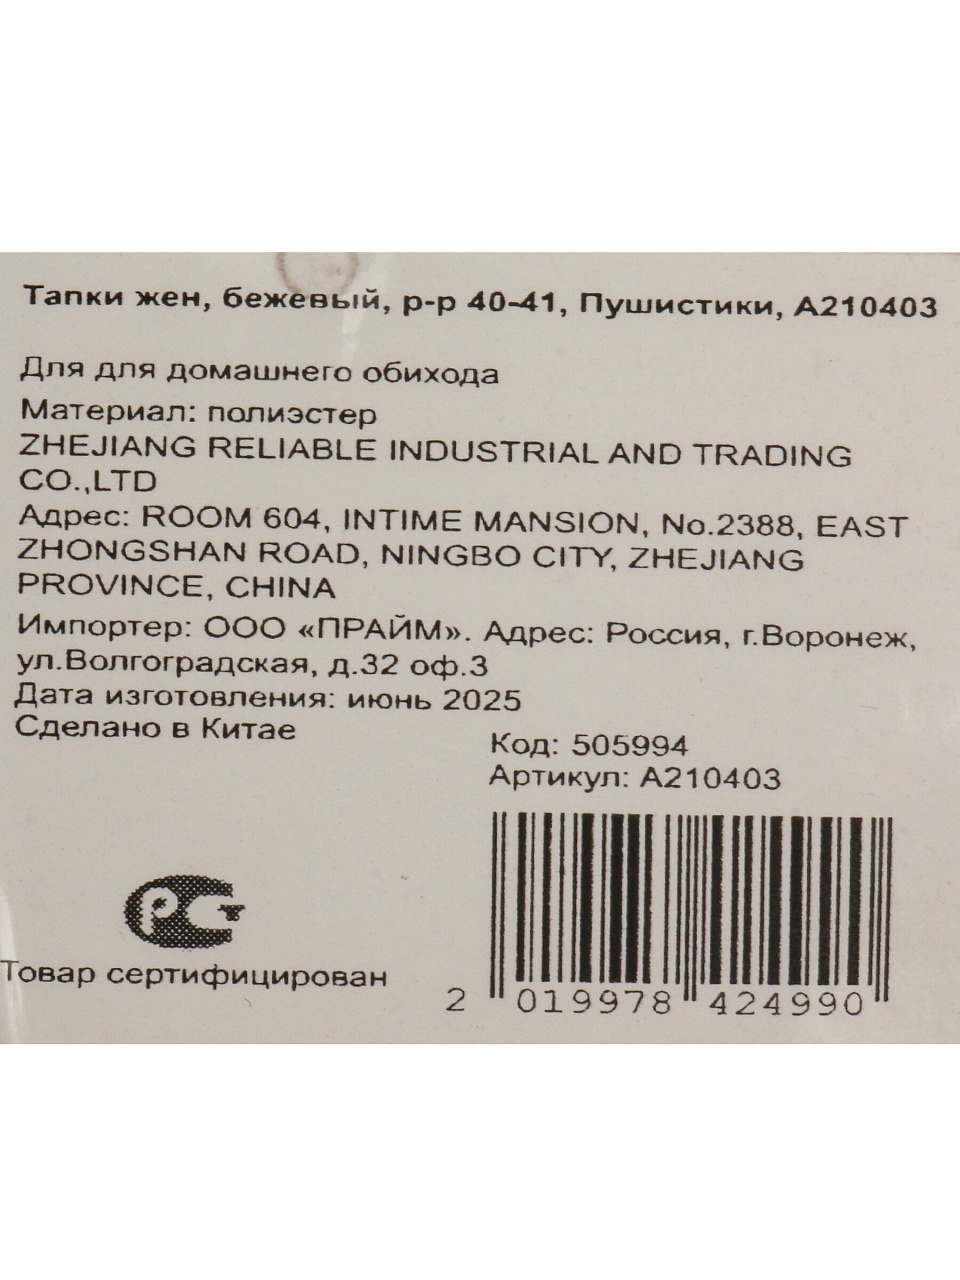 Тапки жен, бежевый, р-р 40-41, Пушистики, А210403
Для для домашнего обихода
Материал: полиэстер
ZHEJIANG RELIABLE INDUSTRIAL AND TRADING
CO.,LTD
Адрес: ROOM 604, INTIME MANSION, No.2388, EAST
ZHONGSHAN ROAD, NINGBO CITY, ZHEJIANG
PROVINCE, CHINA
Импортер: ООО «ПРАЙМ». Адрес: Россия, г.Воронеж,
ул.Волгоградская, д.32 оф.3
Дата изготовления: июнь 2025
Сделано в Китае
Код: 505994
Артикул: А210403
РСТ
Товар сертифицирован
2 019978 424990